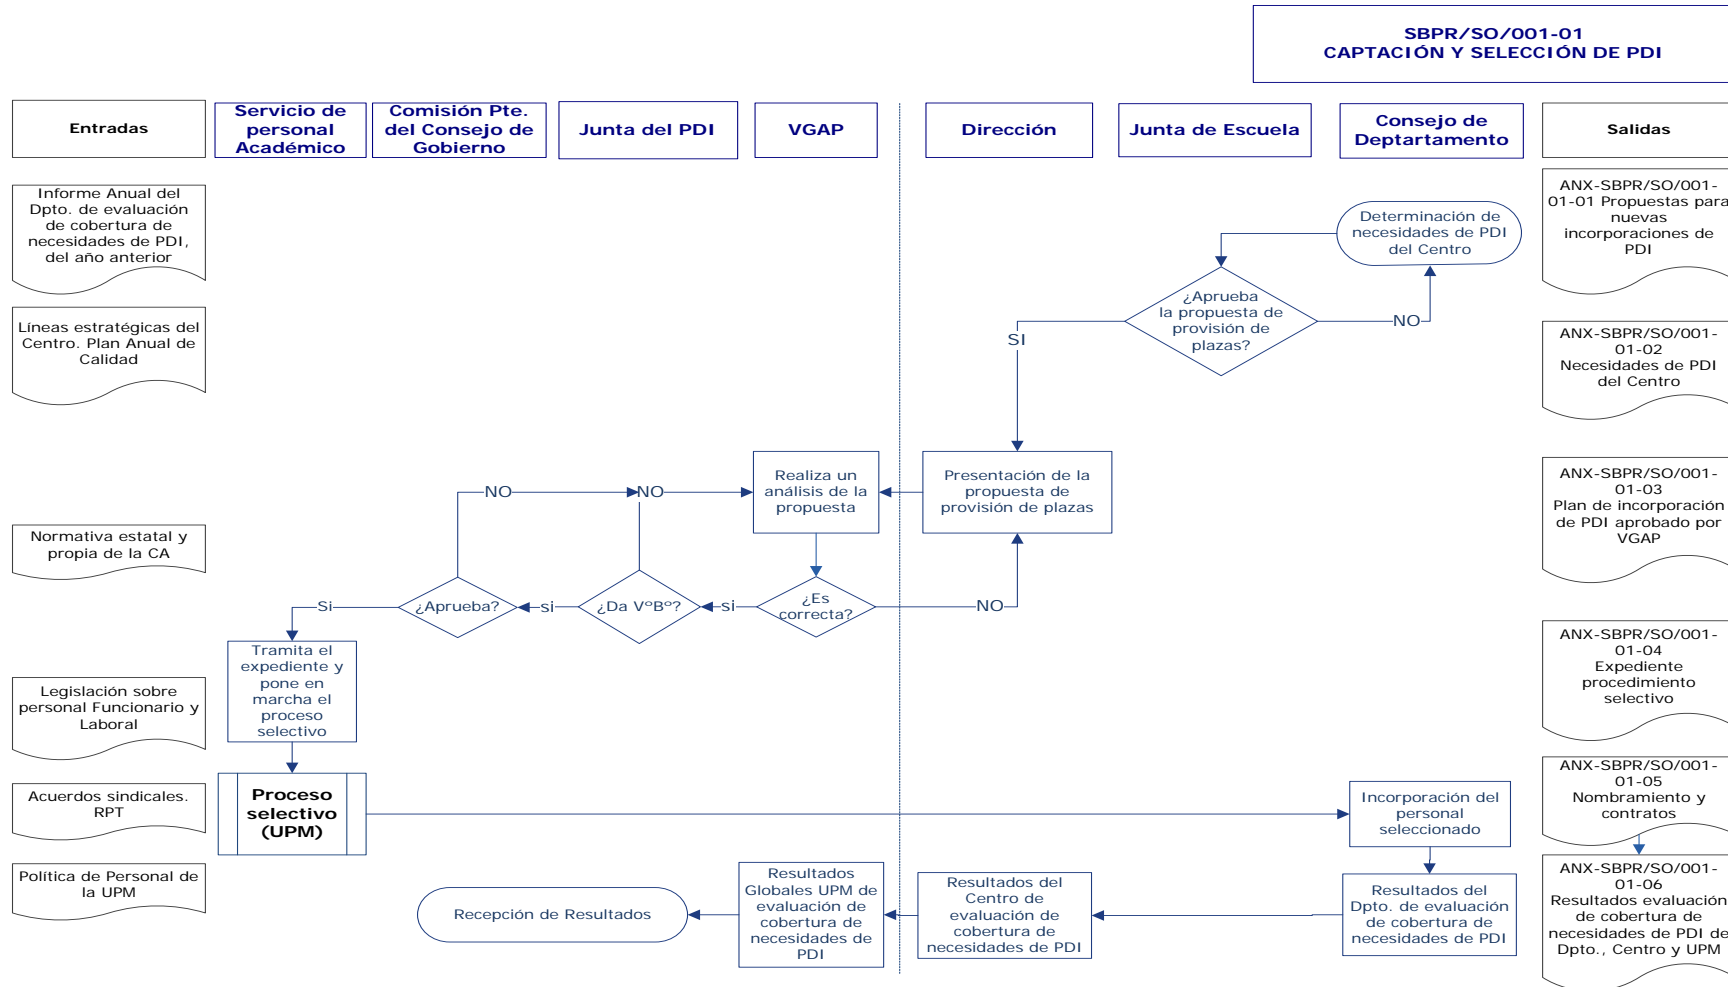 SBPR/SO/001-01
CAPTACIÓN Y SELECCIÓN DE PDI
Entradas
Servicio de
personal
Académico
Comisión Pte.
del Consejo de
Gobierno
Junta del PDI
VGAP
Dirección
Junta de Escuela
Consejo de
Deptartamento
Salidas
Informe Anual del
Dpto. de evaluación
de cobertura de
necesidades de PDI,
del año anterior
Determinación de
necesidades de PDI
del Centro
ANX-SBPR/SO/001-
01-01 Propuestas para
nuevas
incorporaciones de
PDI
Líneas estratégicas del
Centro. Plan Anual de
Calidad
¿Aprueba
la propuesta de
provisión de
plazas?
NO
SI
ANX-SBPR/SO/001-
01-02
Necesidades de PDI
del Centro
NO
NO
Realiza un
análisis de la
propuesta
Presentación de la
propuesta de
provisión de plazas
ANX-SBPR/SO/001-
01-03
Plan de incorporación
de PDI aprobado por
VGAP
Normativa estatal y
propia de la CA
Si
¿Aprueba?
si
¿Da VºBº?
si
¿Es
correcta?
NO
Tramita el
expediente y
pone en
marcha el
proceso
selectivo
ANX-SBPR/SO/001-
01-04
Expediente
procedimiento
selectivo
Legislación sobre
personal Funcionario y
Laboral
Acuerdos sindicales.
RPT
Proceso
selectivo
(UPM)
Incorporación del
personal
seleccionado
ANX-SBPR/SO/001-
01-05
Nombramiento y
contratos
Política de Personal de
la UPM
Recepción de Resultados
Resultados
Globales UPM de
evaluación de
cobertura de
necesidades de
PDI
Resultados del
Centro de
evaluación de
cobertura de
necesidades de PDI
Resultados del
Dpto. de evaluación
de cobertura de
necesidades de PDI
ANX-SBPR/SO/001-
01-06
Resultados evaluación
de cobertura de
necesidades de PDI de
Dpto., Centro y UPM